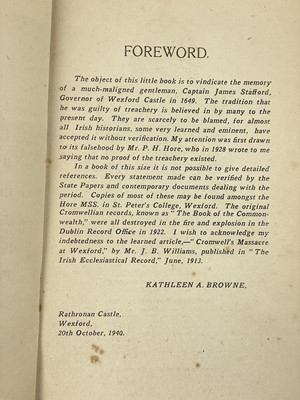 FOREWORD.
The object of this little book is to vindicate the memory
of a much-maligned gentleman, Captain James Stafford,
Governor of Wexford Castle in 1649. The tradition that
he was guilty of treachery is believed in by many to the
present day. They are scarcely to be blamed, for almost
all Irish historians, some very learned and eminent, have
accepted it without verification. My attention was first drawn
to its falsehood by Mr. P. H. Hore, who in 1928 wrote to me
saying that no proof of the treachery existed.
In a book of this size it is not possible to give detailed
references. Every statement made can be verified by the
State Papers and contemporary documents dealing with the
period. Copies of most of these may be found amongst the
Hore MSS. in St. Peter's College, Wexford. The original
Cromwellian records, known as "The Book of the Common-
wealth," were all destroyed in the fire and explosion in the
Dublin Record Office in 1922. I wish to acknowledge my
indebtedness to the learned article,—"Cromwell's Massacre
at Wexford," by Mr. J. B. Williams, published in "The
Irish Ecclesiastical Record," June, 1913.
KATHLEEN A. BROWNE.
Rathronan Castle,
Wexford,
20th October, 1940.